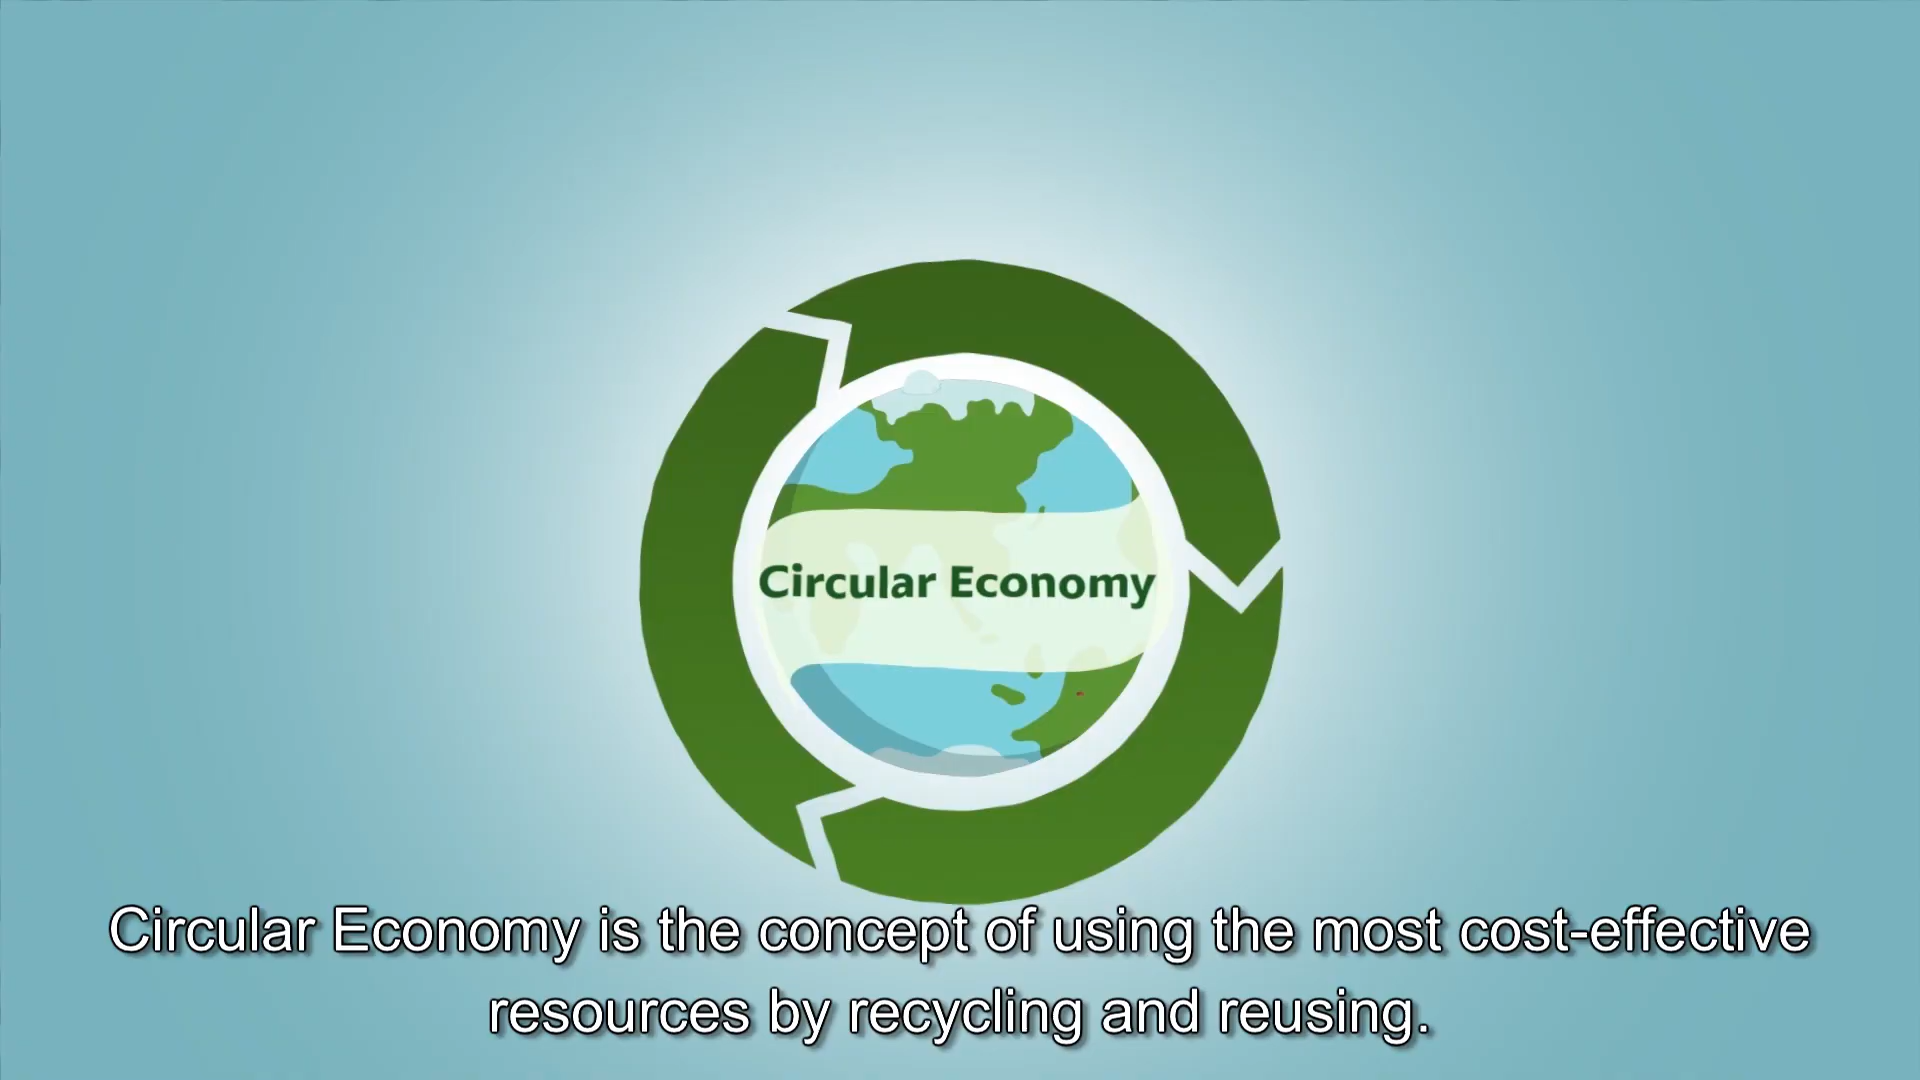 Circular Economy
Circular Economy is the concept of using the most cost-effective
resources by recycling and reusing.